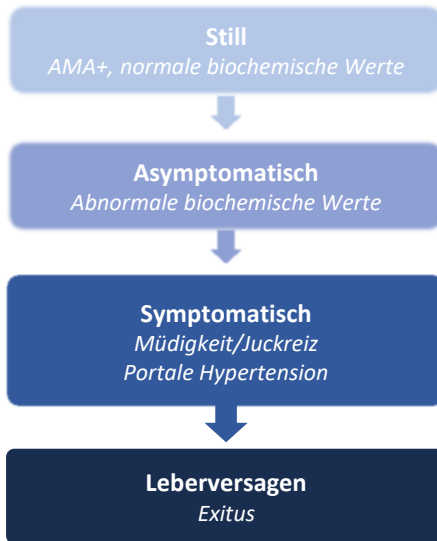 Still
AMA+, normale biochemische Werte
Asymptomatisch
Abnormale biochemische Werte
Symptomatisch
Müdigkeit/Juckreiz
Portale Hypertension
Leberversagen
Exitus